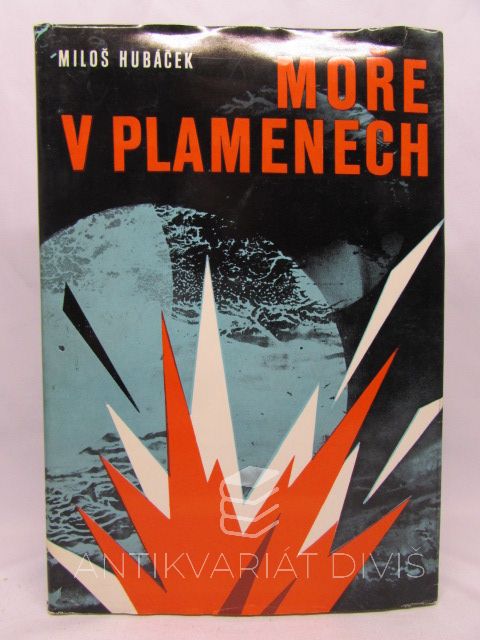 MILOŠ HUBÁČEK
MOŘE
V PLAMENECH
ANTIKVARIÁT DIVIŠ